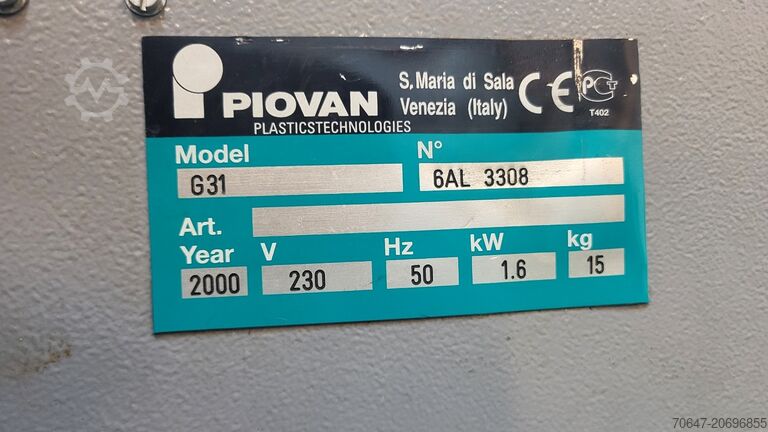 PIOVAN
PLASTICSTECHNOLOGIES
S. Maria di Sala
Venezia (Italy)
CE
PCT
T402
Model
N°
G31
6AL 3308
Art.
Year V Hz kW kg
2000 230 50 1.6 15
70647-20696855